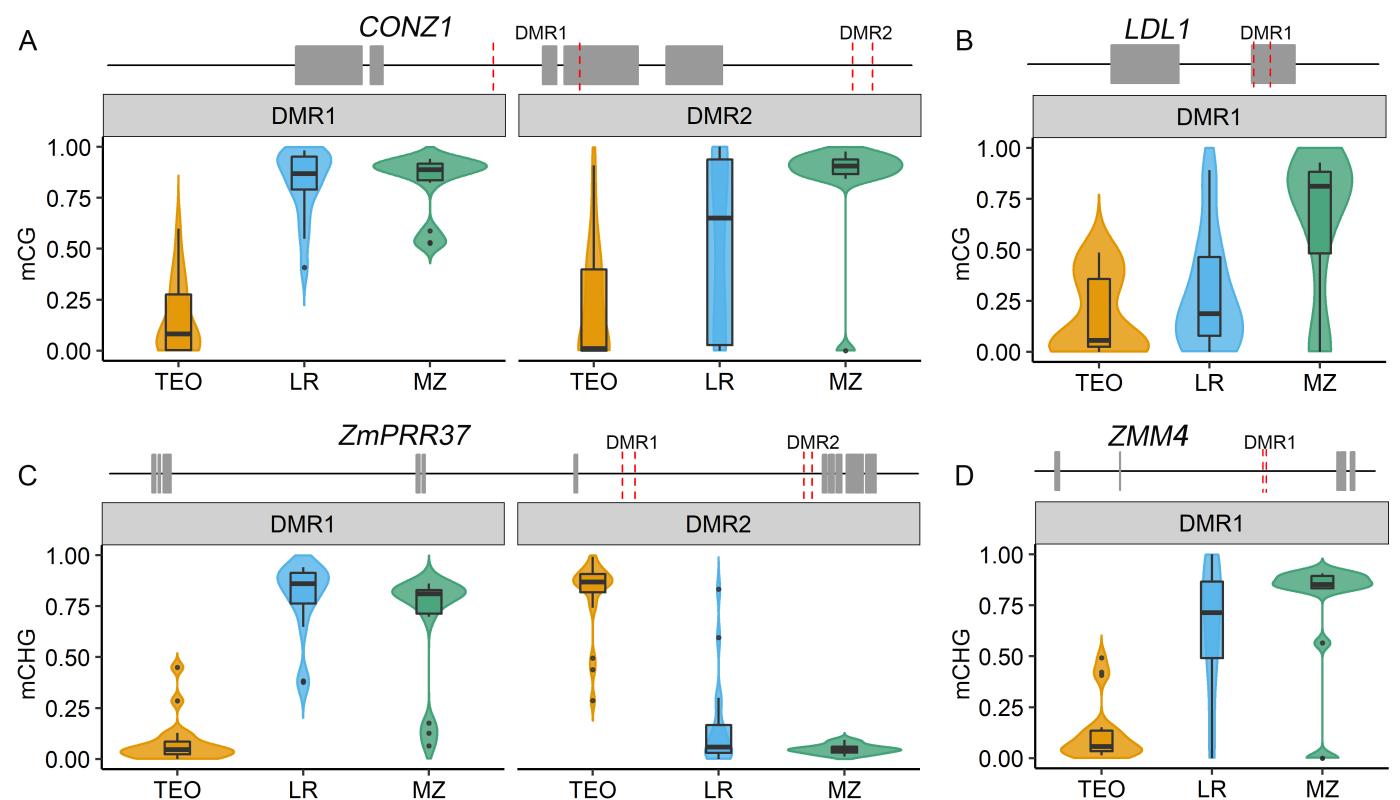 A
CONZ1
DMR1
DMR2
DMR1
DMR2
mCG
1.00
0.75
0.50
0.25
0.00
TEO
LR
MZ
TEO
LR
MZ
B
LDL1
DMR1
DMR1
mCG
1.00
0.75
0.50
0.25
0.00
TEO
LR
MZ
C
ZmPRR37
DMR1
DMR2
DMR1
DMR2
mCHG
1.00
0.75
0.50
0.25
0.00
TEO
LR
MZ
TEO
LR
MZ
D
ZMM4
DMR1
DMR1
mCHG
1.00
0.75
0.50
0.25
0.00
TEO
LR
MZ